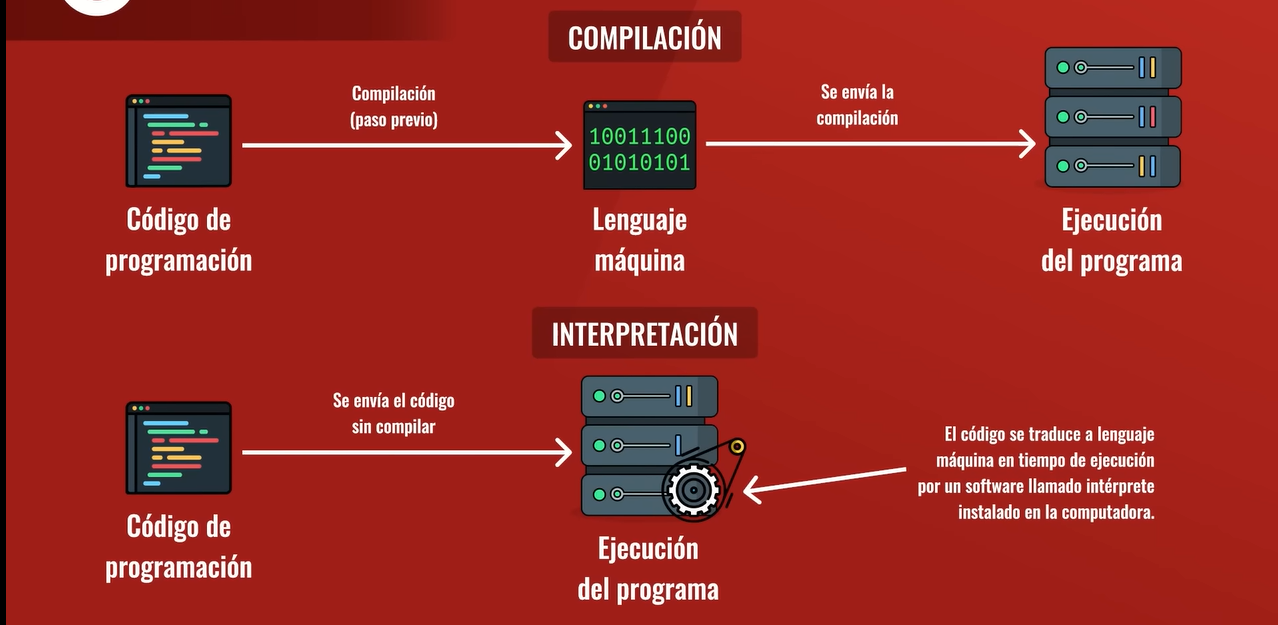 COMPILACIÓN
Compilación
(paso previo)
Se envía la
compilación
10011100
01010101
Código de
programación
Lenguaje
máquina
Ejecución
del programa
INTERPRETACIÓN
Se envía el código
sin compilar
El código se traduce a lenguaje
máquina en tiempo de ejecución
por un software llamado intérprete
instalado en la computadora.
Código de
programación
Ejecución
del programa